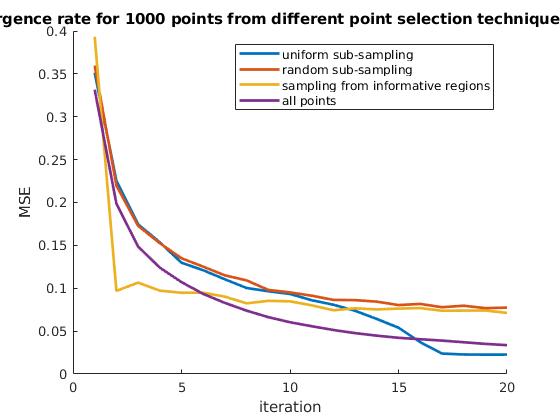 rgence rate for 1000 points from different point selection technique
uniform sub-sampling
random sub-sampling
sampling from informative regions
all points
0.4
0.35
0.3
0.25
0.2
0.15
0.1
0.05
0
MSE
0 5 10 15 20
iteration